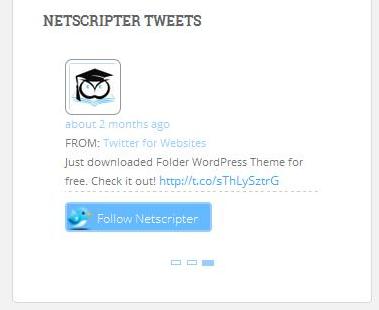 NETSCRIPTER TWEETS
about 2 months ago
FROM: Twitter for Websites
Just downloaded Folder WordPress Theme for
free. Check it out! http://t.co/sThLySztrG
Follow Netscripter